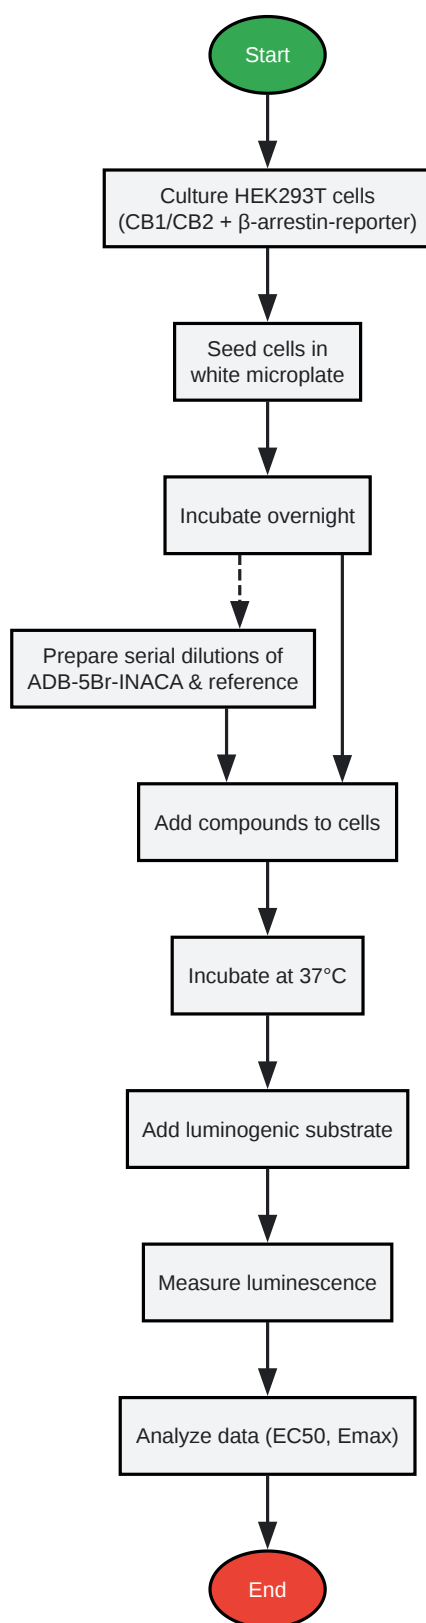 Start
Culture HEK293T cells
(CB1/CB2 + β-arrestin-reporter)
Seed cells in
white microplate
Incubate overnight
Prepare serial dilutions of
ADB-5Br-INACA & reference
Add compounds to cells
Incubate at 37°C
Add luminogenic substrate
Measure luminescence
Analyze data (EC50, Emax)
End